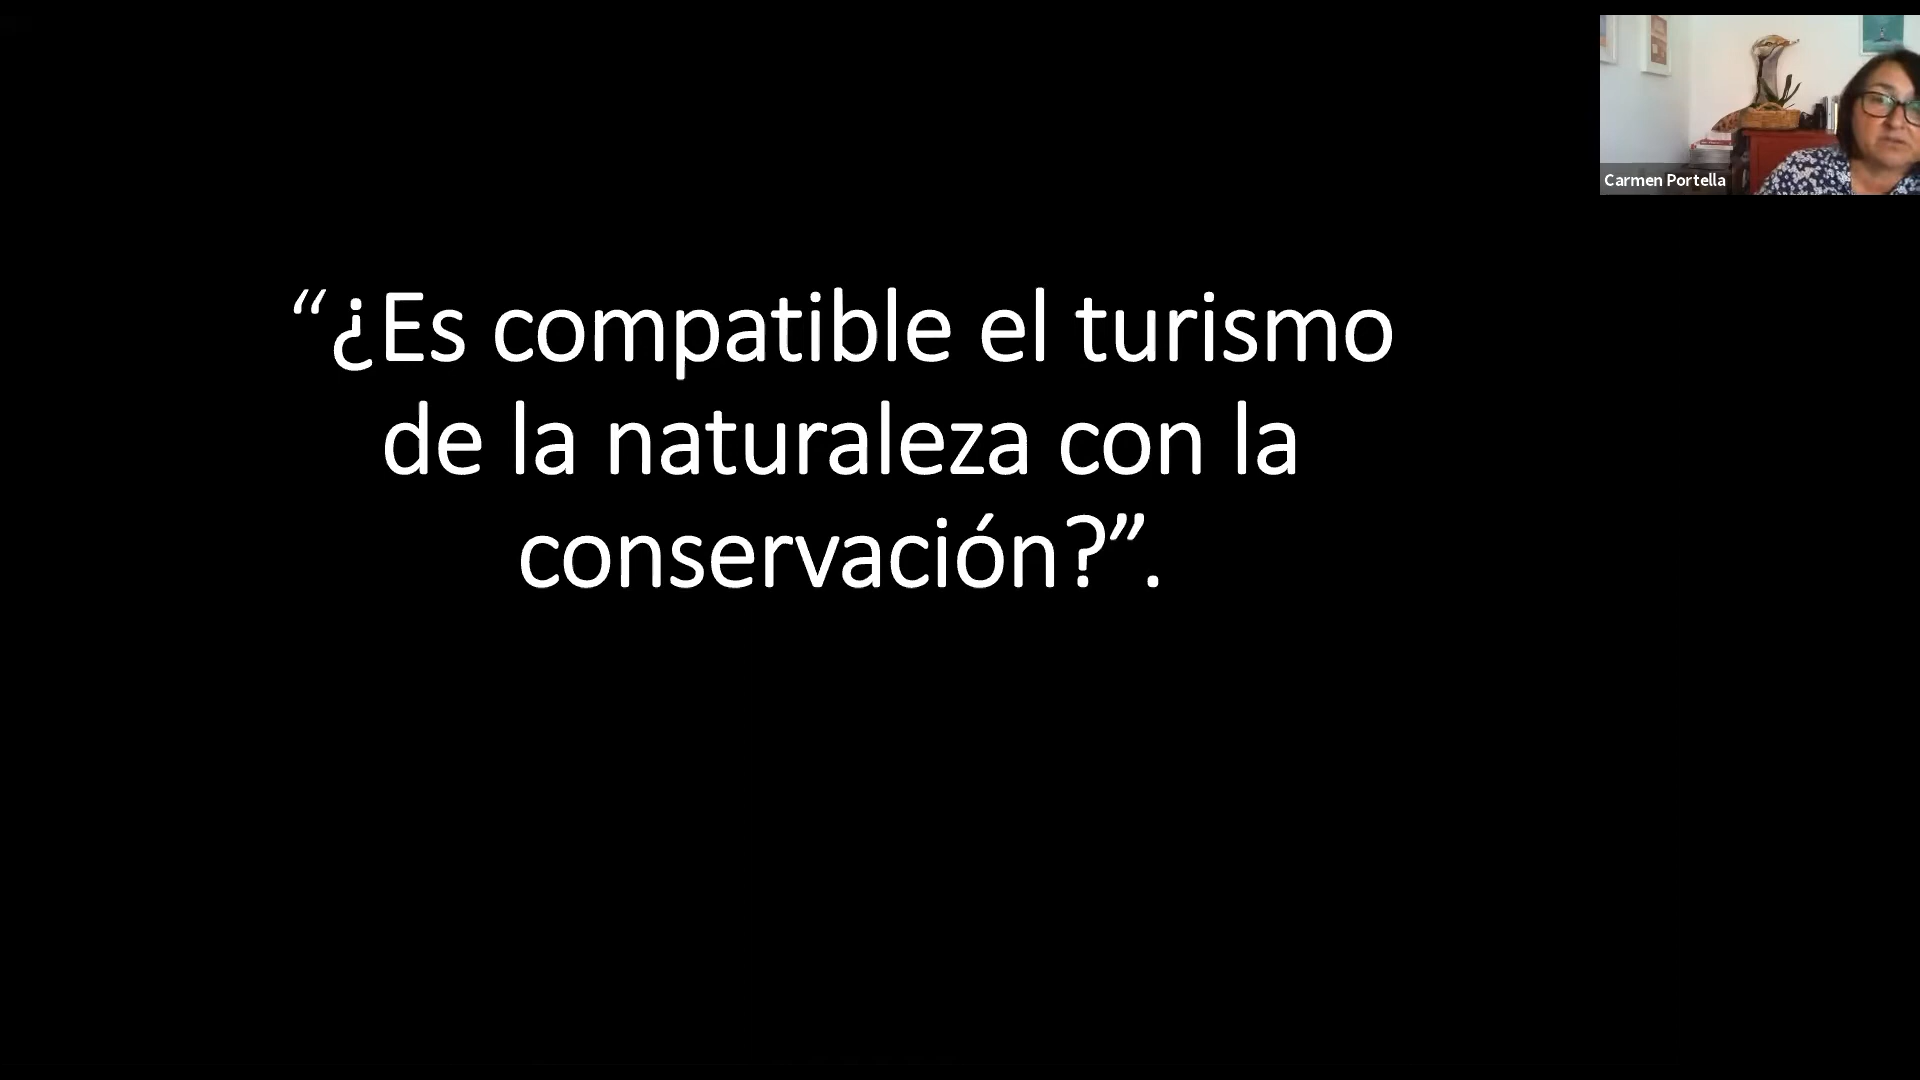 “¿Es compatible el turismo
de la naturaleza con la
conservación?”.
Carmen Portella